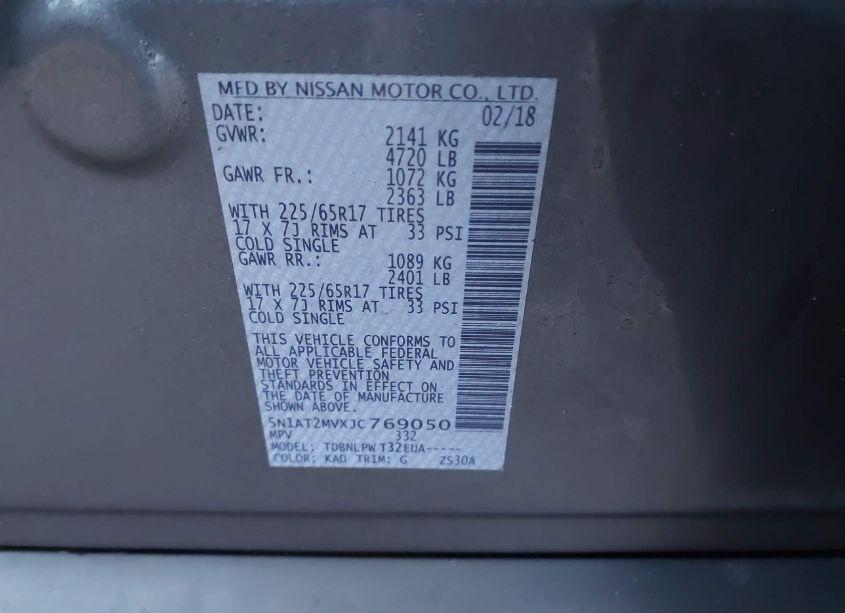 MFD BY NISSAN MOTOR CO., LTD.
DATE: 02/18
GVWR: 2141 KG
4720 LB
GAWR FR.: 1072 KG
2363 LB
WITH 225/65R17 TIRES
17 X 7J RIMS AT 33 PSI
COLD SINGLE
GAWR RR.: 1089 KG
2401 LB
WITH 225/65R17 TIRES
17 X 7J RIMS AT 33 PSI
COLD SINGLE
THIS VEHICLE CONFORMS TO
ALL APPLICABLE FEDERAL
MOTOR VEHICLE SAFETY AND
THEFT PREVENTION
STANDARDS IN EFFECT ON
THE DATE OF MANUFACTURE
SHOWN ABOVE.
5N1AT2MVXJC769050
MPV 332
MODEL: TDBNLPWT32EUA-----
COLOR: KAD TRIM: G ZS30A